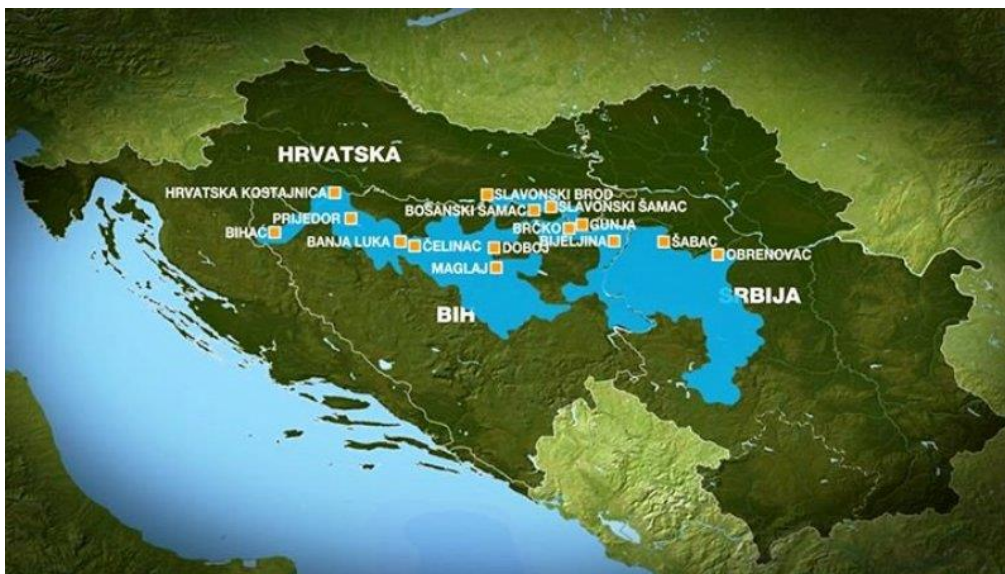 HRVATSKA
HRVATSKA KOSTAJNICA
SLAVONSKI BROD
BOSANSKI ŠAMAC
SLAVONSKI ŠAMAC
PRIJEDOR
BRČKO
GUNJA
BIHAĆ
BANJA LUKA
ČELINAC
DOBOJ
BIJELJINA
ŠABAC
OBRENOVAC
MAGLAJ
SRBIJA
BIH